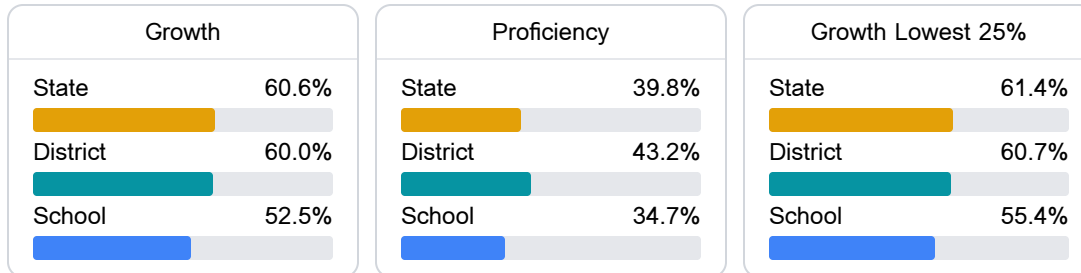 Growth
State 60.6%
District 60.0%
School 52.5%
Proficiency
State 39.8%
District 43.2%
School 34.7%
Growth Lowest 25%
State 61.4%
District 60.7%
School 55.4%